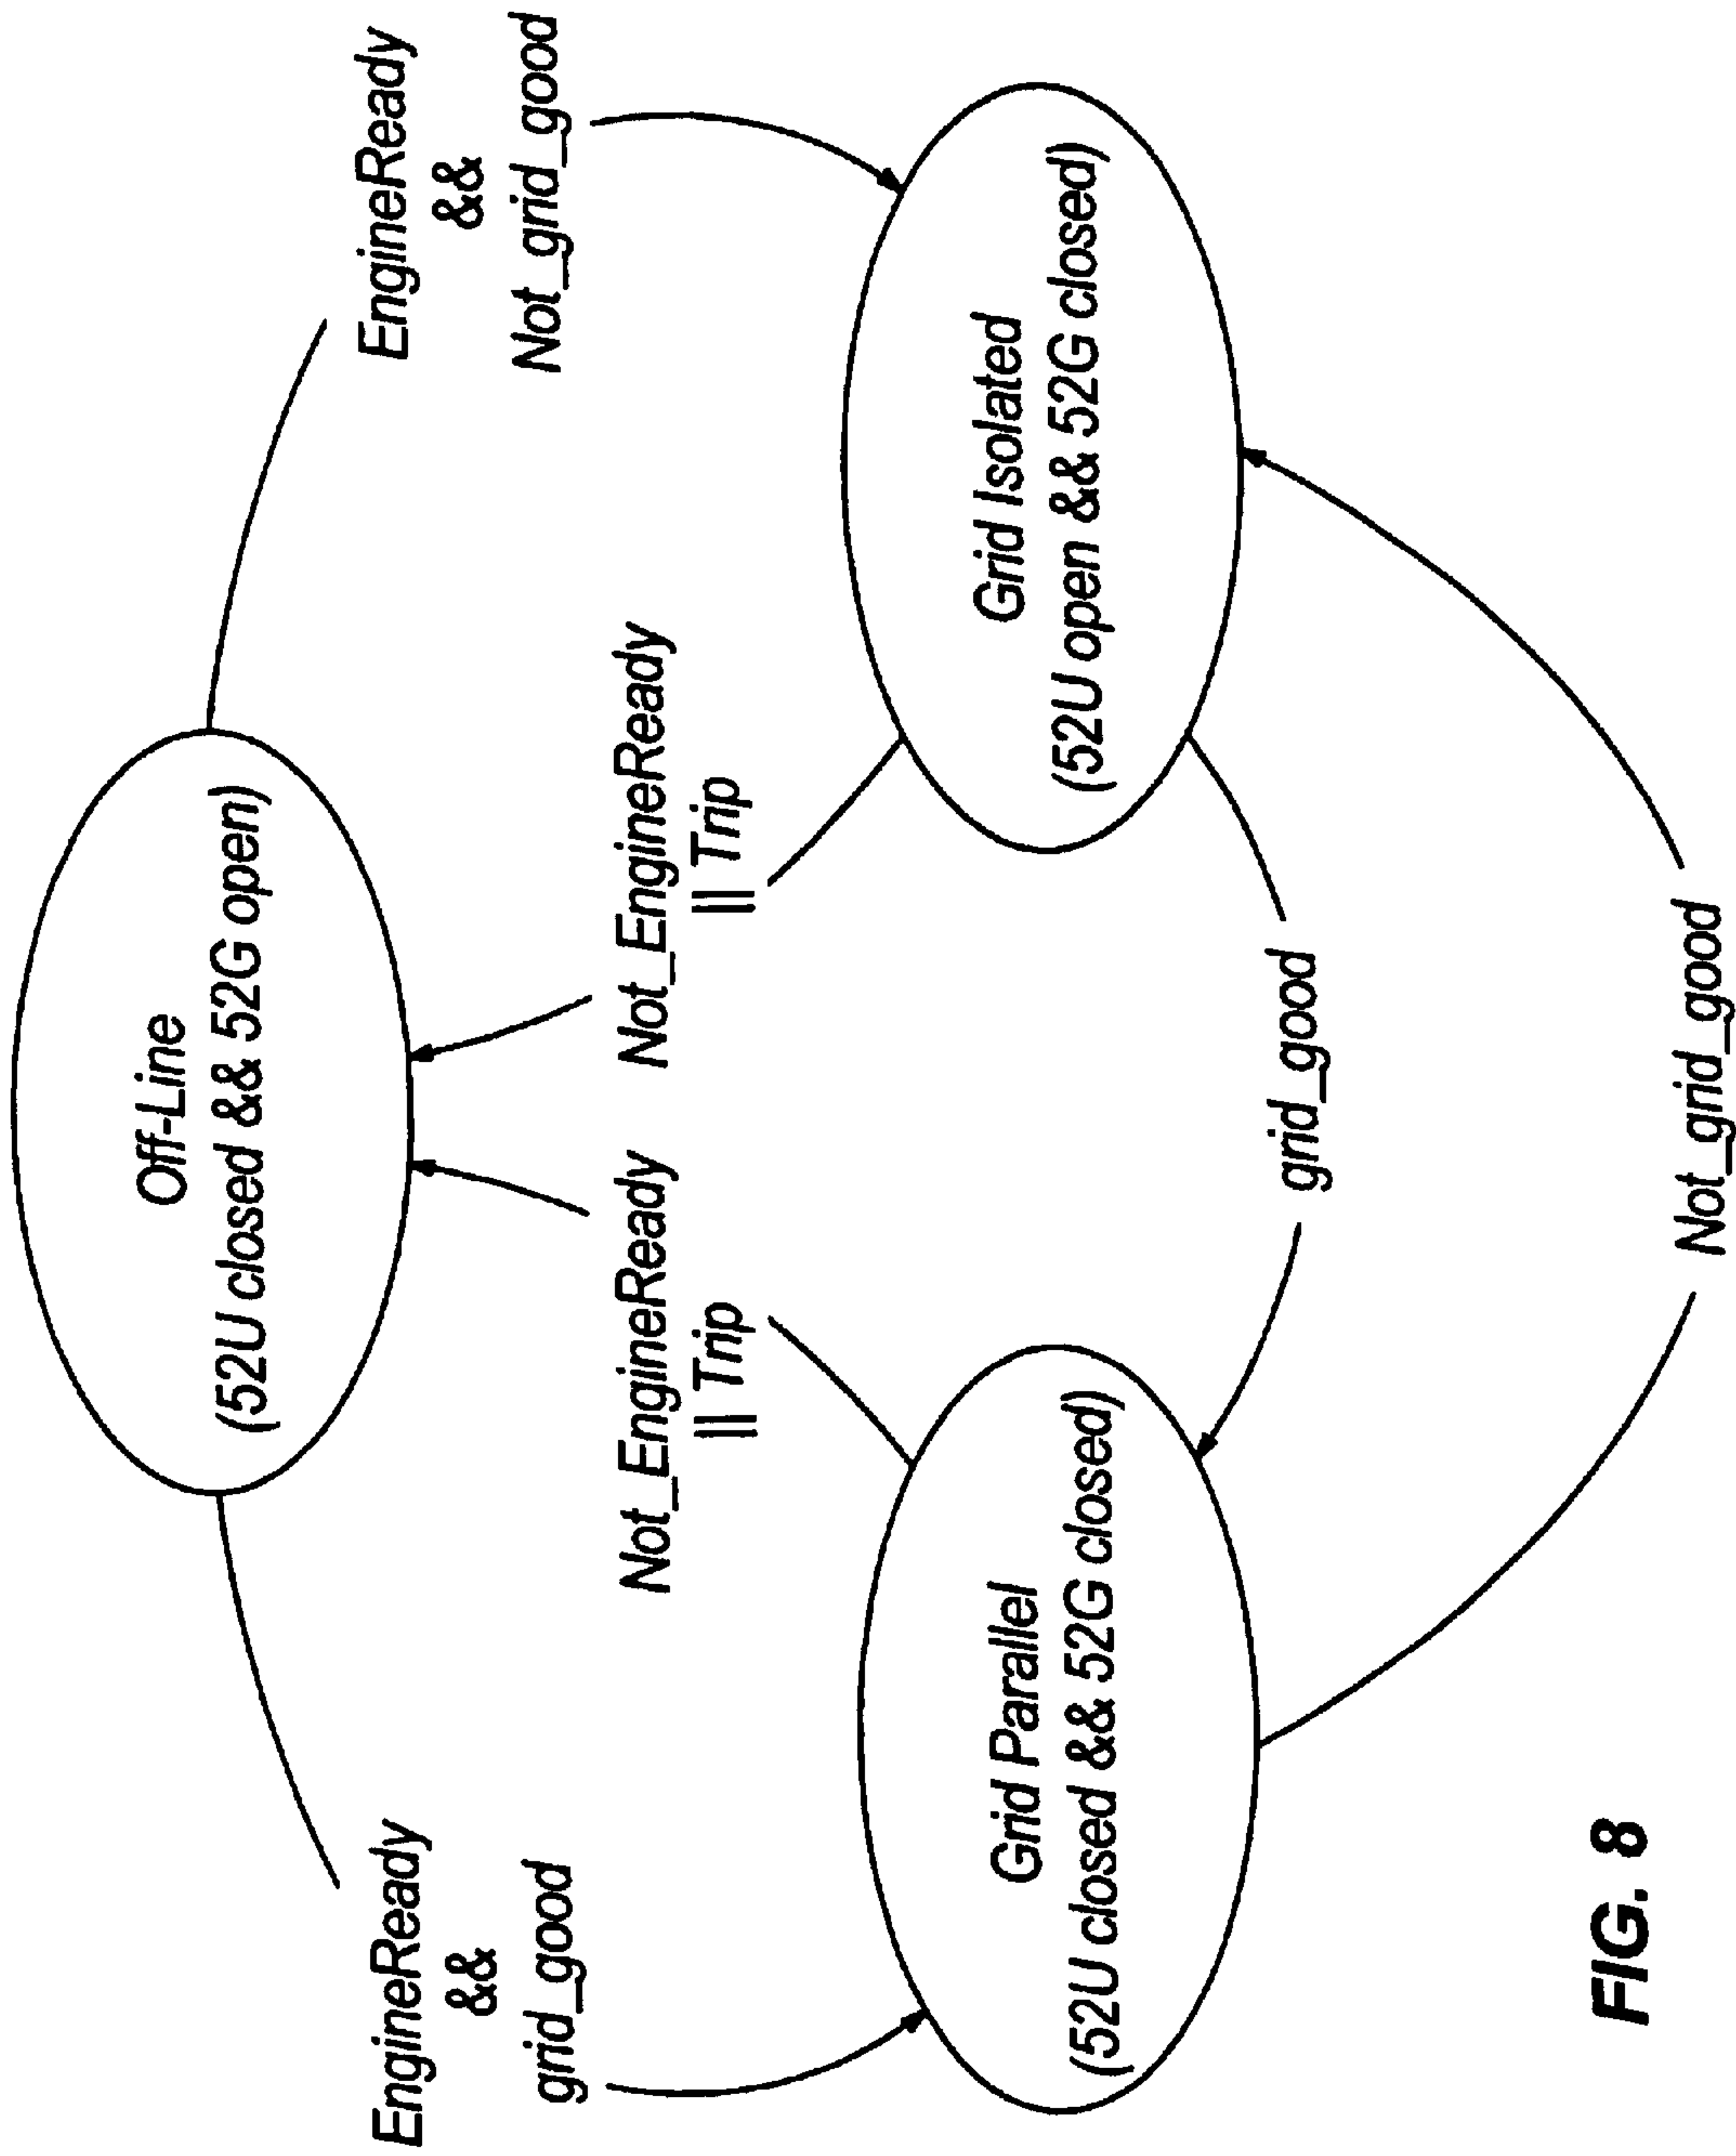 Off-Line
(52U closed && 52G open)
EngineReady
&&
grid_good
Not_EngineReady
|| Trip
Not_EngineReady
|| Trip
EngineReady
&&
Not_grid_good
Grid Parallel
(52U closed && 52G closed)
Grid Isolated
(52U open && 52G closed)
grid_good
Not_grid_good
FIG. 8